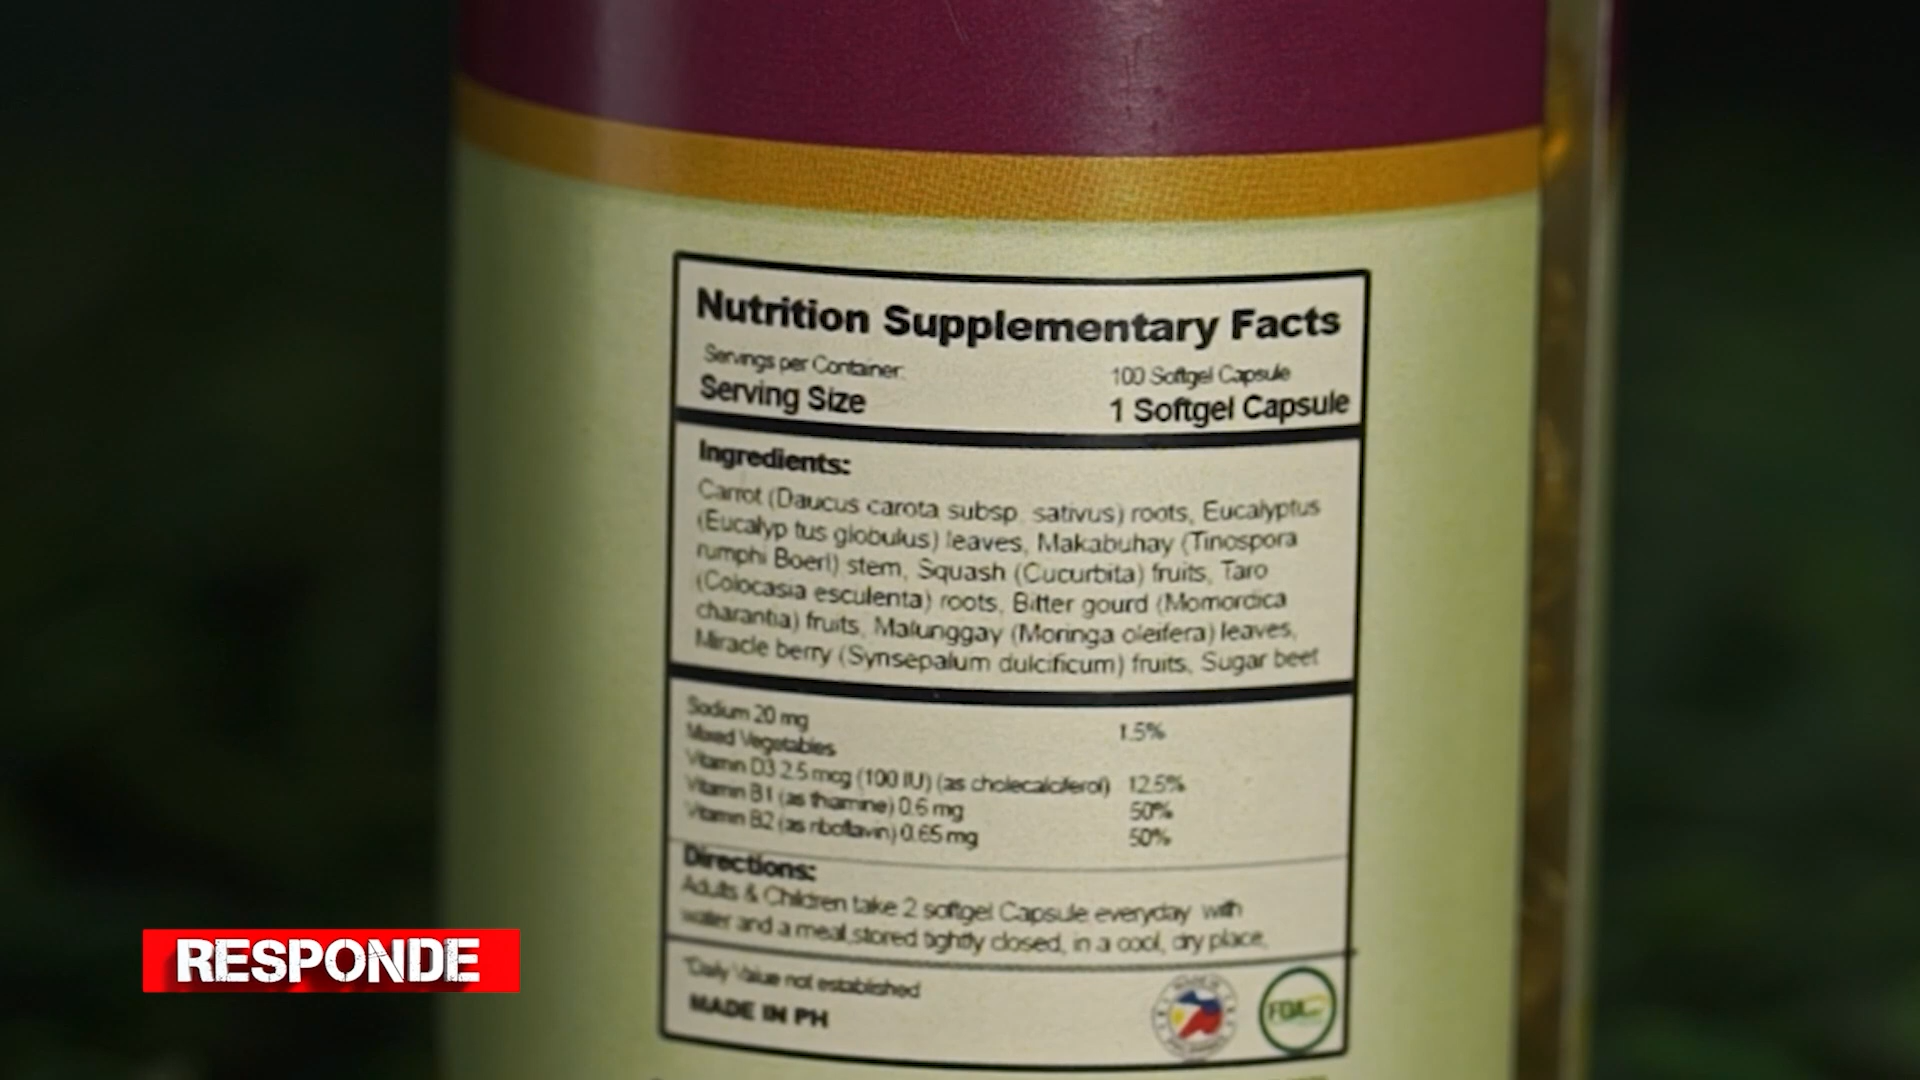 Nutrition Supplementary Facts
Servings per Container: 100 Softgel Capsule
Serving Size 1 Softgel Capsule
Ingredients:
Carrot (Daucus carota subsp. sativus) roots, Eucalyptus
(Eucalyp tus globulus) leaves, Makabuhay (Tinospora
rumphi Boerl) stem, Squash (Cucurbita) fruits, Taro
(Colocasia esculenta) roots, Bitter gourd (Momordica
charantia) fruits, Malunggay (Moringa oleifera) leaves,
Miracle berry (Synsepalum dulcificum) fruits, Sugar beet
Sodium 20 mg 1.5%
Mixed Vegetables
Vitamin D3 2.5 mcg (100 IU) (as cholecalciferol) 12.5%
Vitamin B1 (as thamine) 0.6 mg 50%
Vitamin B2 (as riboflavin) 0.65 mg 50%
Directions:
Adults & Children take 2 softgel Capsule everyday with
water and a meal,stored tightly closed, in a cool, dry place,
*Daily Value not established
MADE IN PH
FDA
RESPONDE